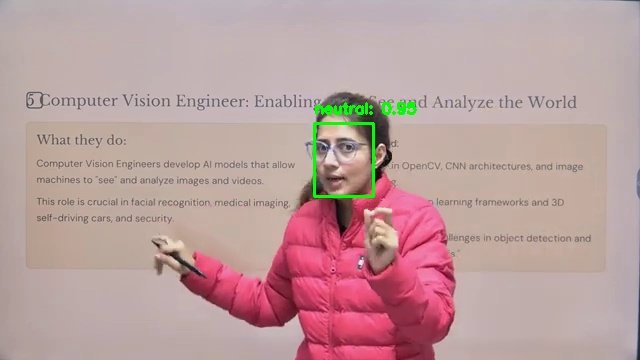 5 Computer Vision Engineer: Enabling and Analyze the World
neutral: 0.95
What they do:
Computer Vision Engineers develop AI models that allow
machines to "see" and analyze images and videos.
This role is crucial in facial recognition, medical imaging,
self-driving cars, and security.
in OpenCV, CNN architectures, and image
learning frameworks and 3D
in object detection and